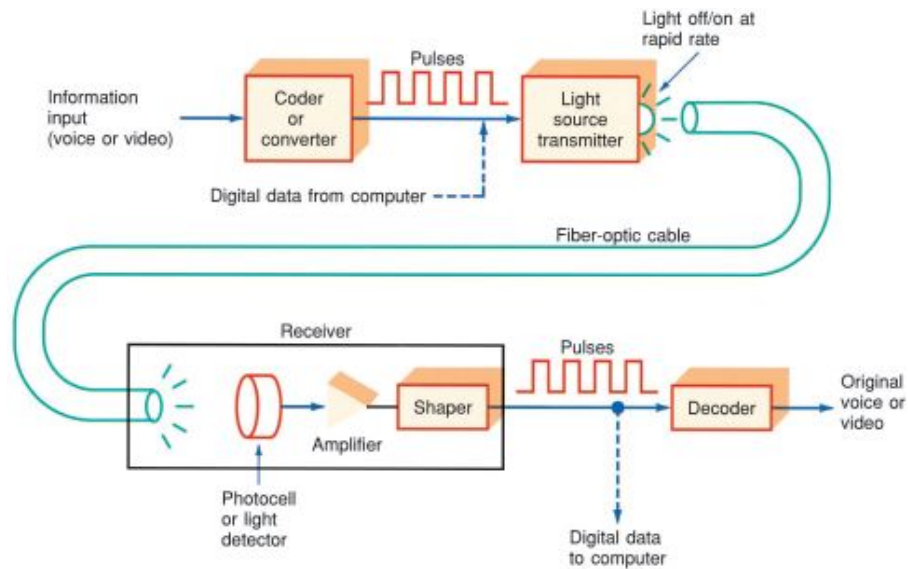 Light off/on at
rapid rate
Pulses
Information
input
(voice or video)
Coder
or
converter
Light
source
transmitter
Digital data from computer
Fiber-optic cable
Receiver
Pulses
Shaper
Decoder
Original
voice or
video
Amplifier
Photocell
or light
detector
Digital data
to computer